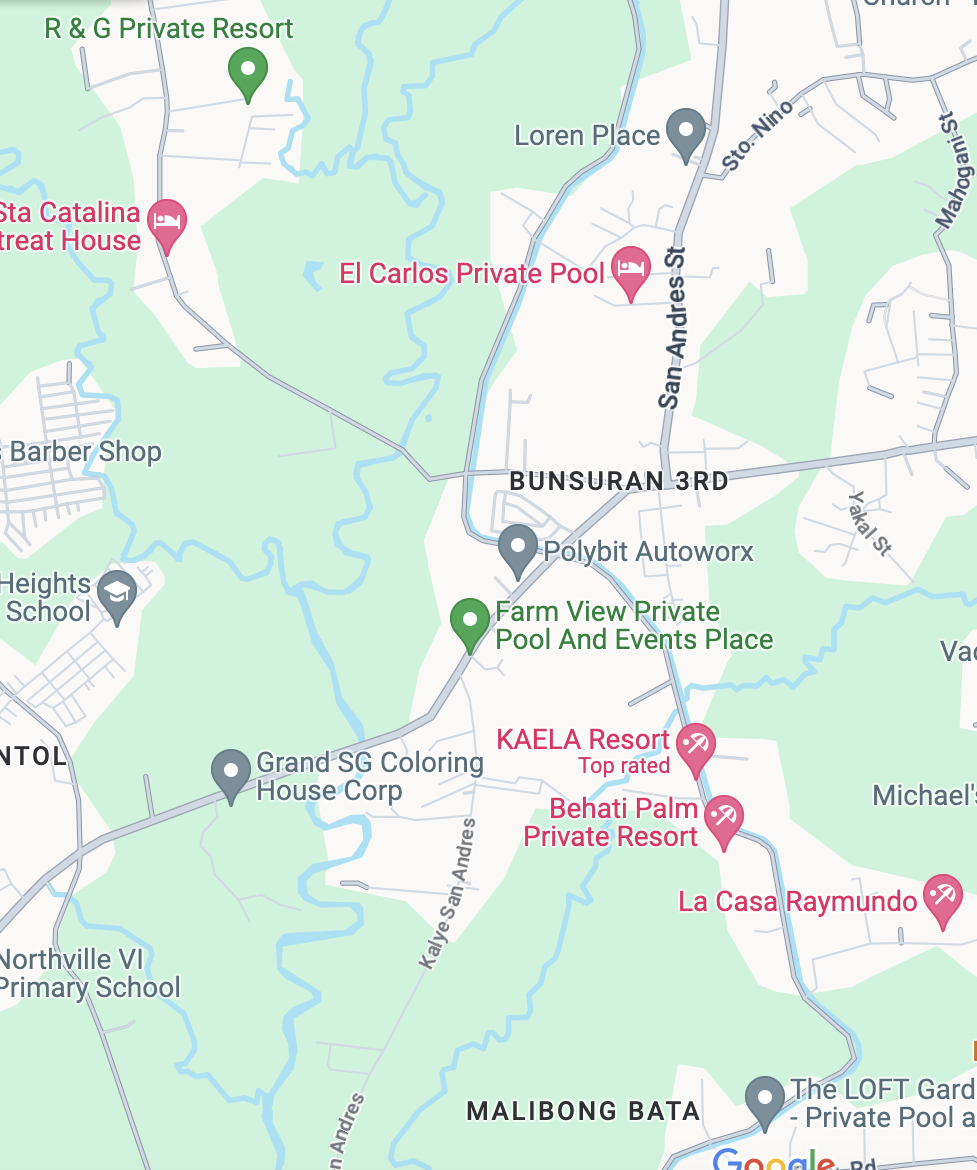 Church
R & G Private Resort
Loren Place
Sto. Nino
Mahogani St
Sta Catalina
treat House
El Carlos Private Pool
San Andres St
s Barber Shop
BUNSURAN 3RD
Yakal St
Polybit Autoworx
Heights
School
Farm View Private
Pool And Events Place
Vac
NTOL
KAELA Resort
Top rated
Grand SG Coloring
House Corp
Michael's
Behati Palm
Private Resort
La Casa Raymundo
Kalye San Andres
Northville VI
Primary School
The LOFT Gard
- Private Pool a
MALIBONG BATA
n Andres
Google
Rd